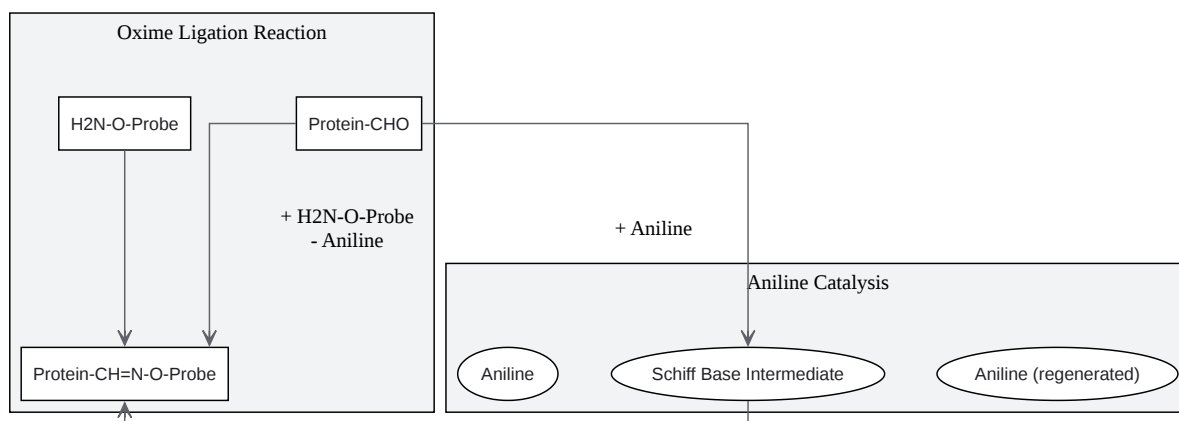 Oxime Ligation Reaction
H2N-O-Probe
Protein-CHO
+ H2N-O-Probe
- Aniline
+ Aniline
Aniline Catalysis
Protein-CH=N-O-Probe
Aniline
Schiff Base Intermediate
Aniline (regenerated)